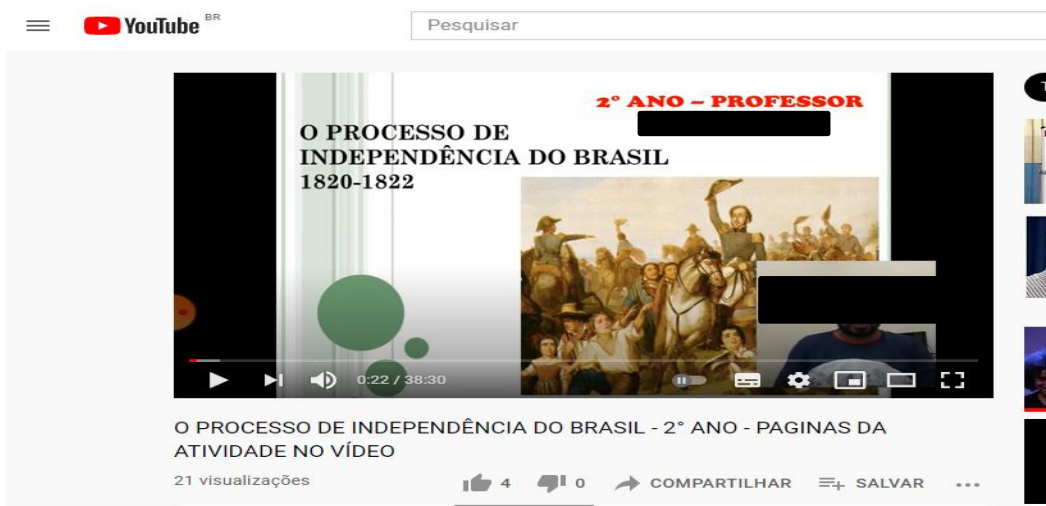 YouTube BR
Pesquisar
2º ANO – PROFESSOR
O PROCESSO DE
INDEPENDÊNCIA DO BRASIL
1820-1822
0:22 / 38:30
O PROCESSO DE INDEPENDÊNCIA DO BRASIL - 2° ANO - PAGINAS DA
ATIVIDADE NO VÍDEO
21 visualizações
4
0
COMPARTILHAR
SALVAR